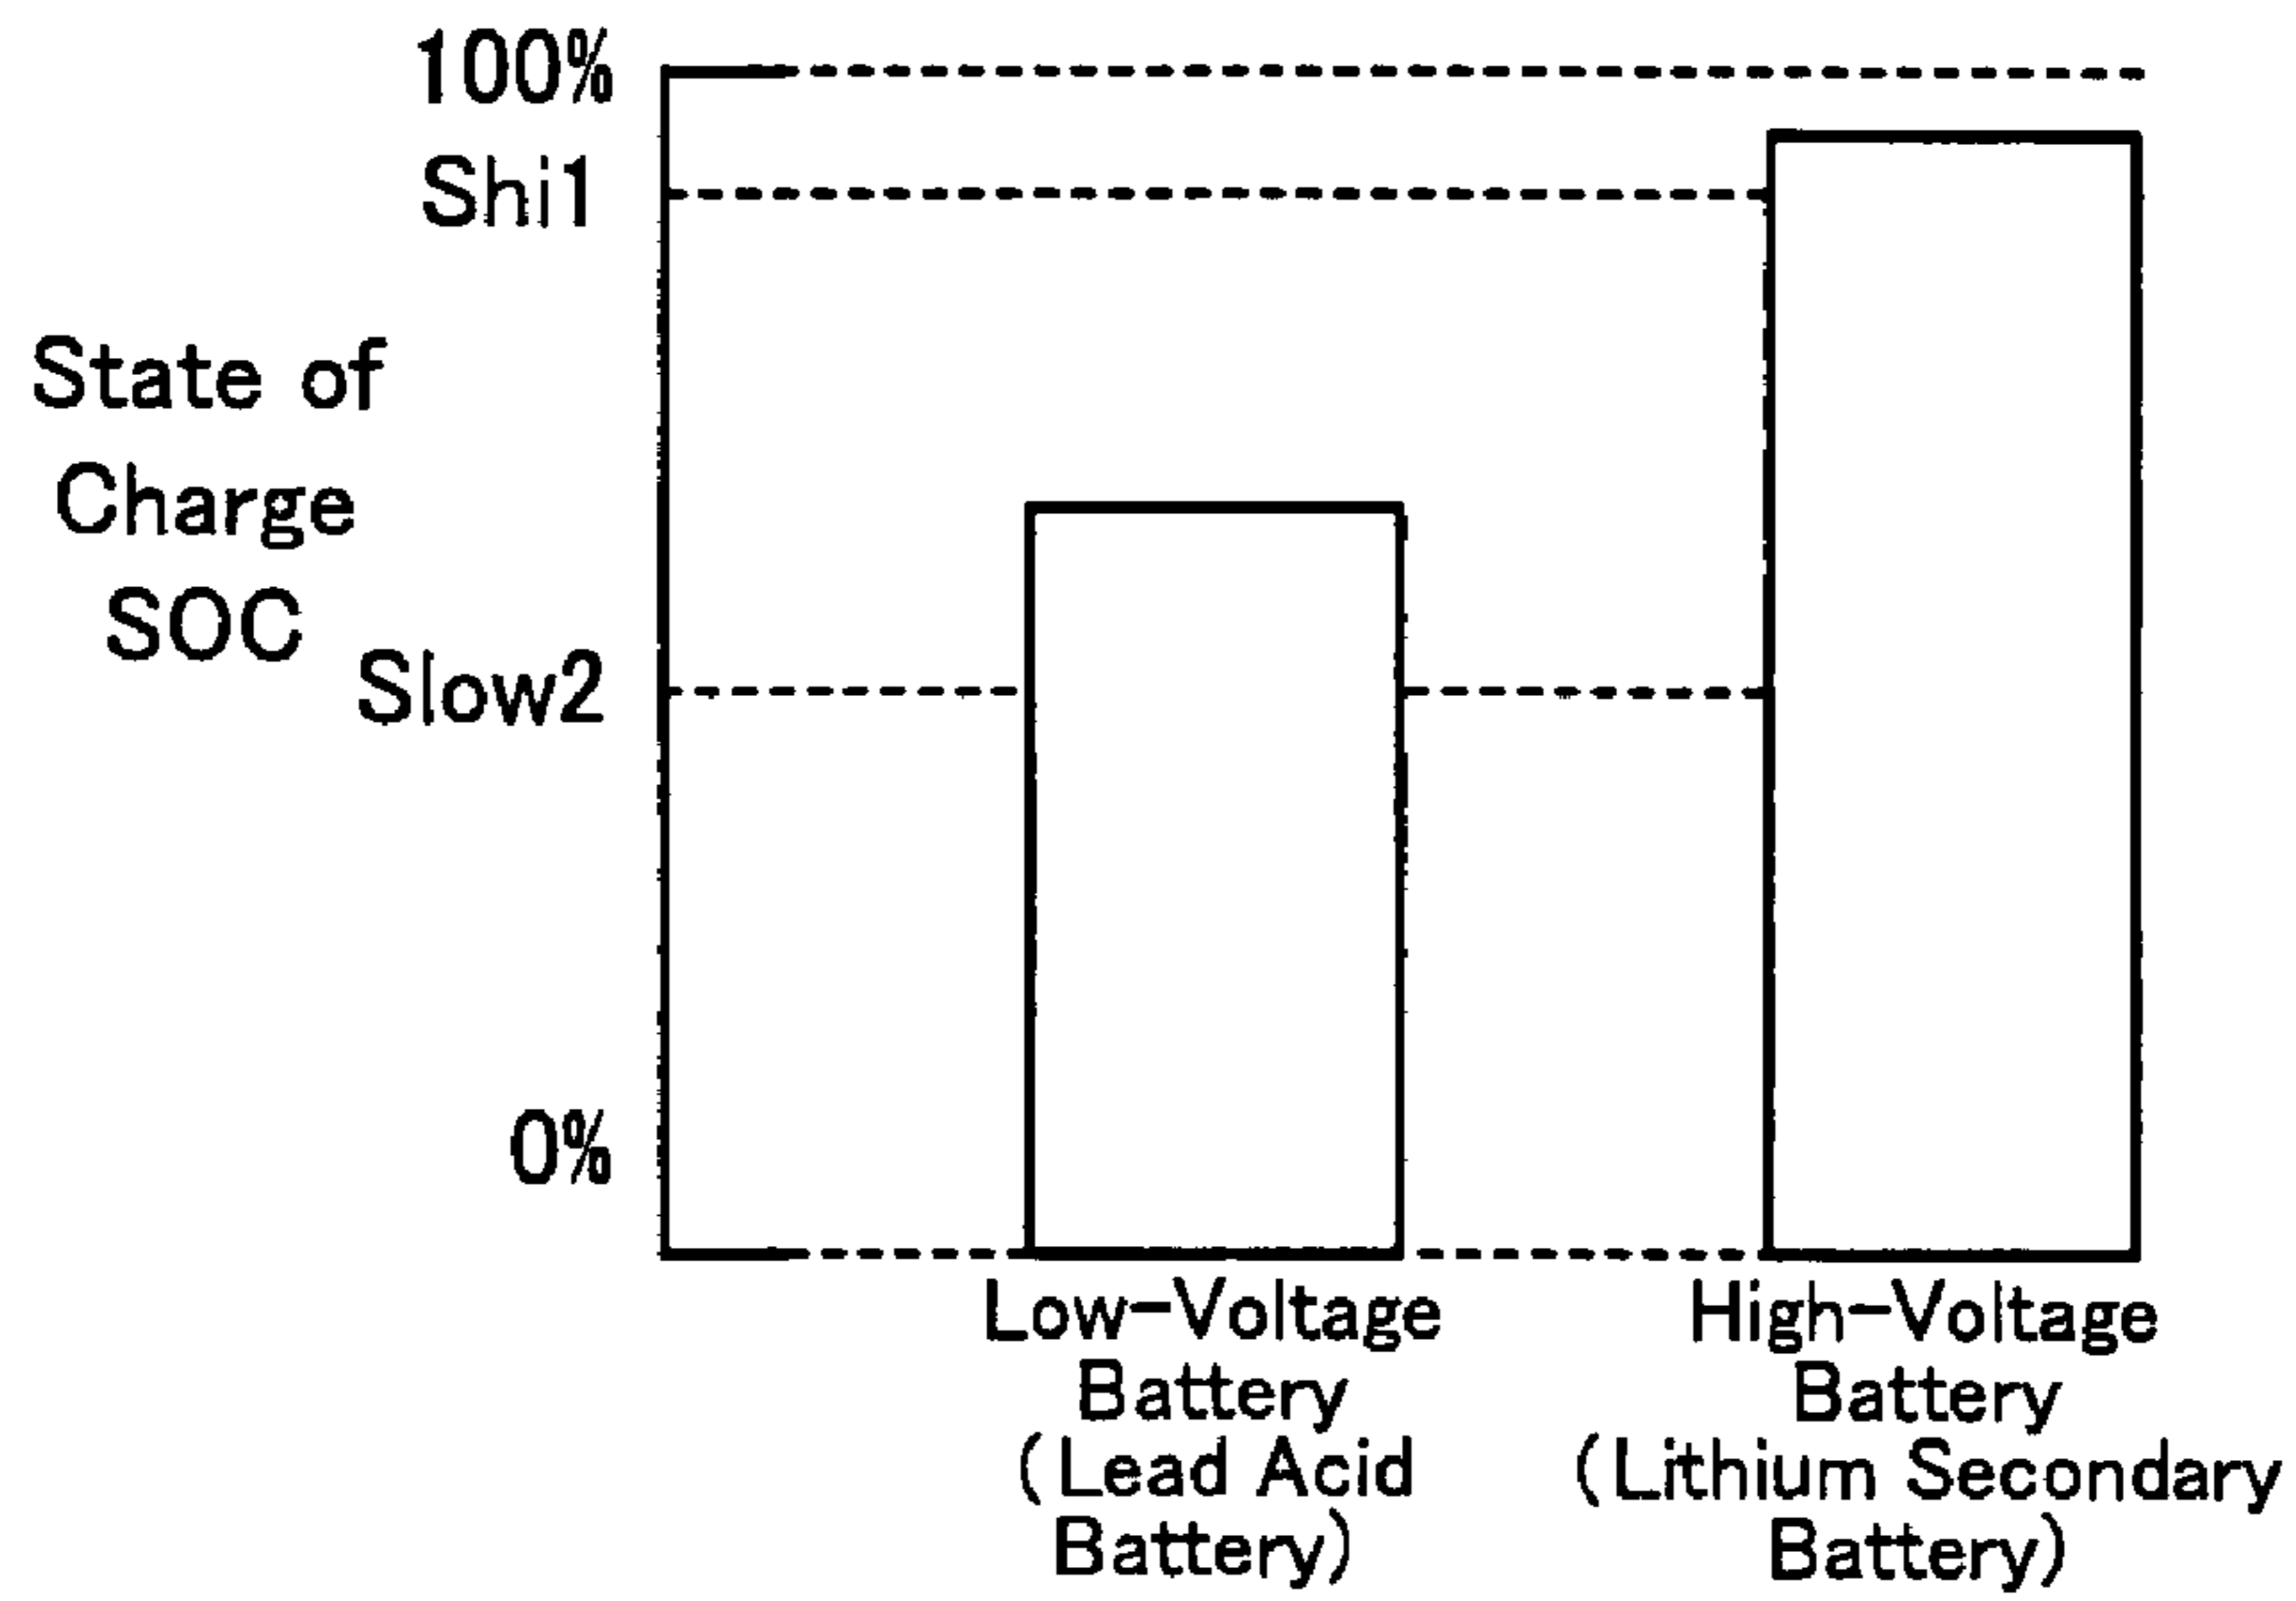 100%
Shi1
State of
Charge
SOC
Slow2
0%
Low-Voltage
Battery
(Lead Acid
Battery)
High-Voltage
Battery
(Lithium Secondary
Battery)